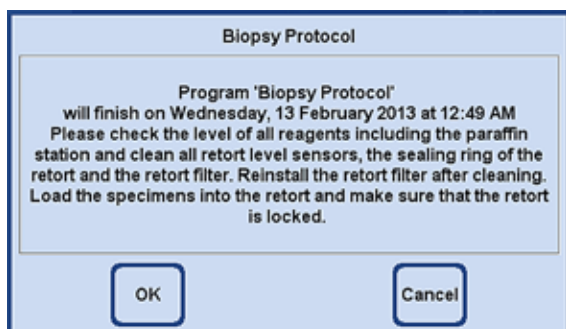 Biopsy Protocol
Program 'Biopsy Protocol'
will finish on Wednesday, 13 February 2013 at 12:49 AM
Please check the level of all reagents including the paraffin
station and clean all retort level sensors, the sealing ring of the
retort and the retort filter. Reinstall the retort filter after cleaning.
Load the specimens into the retort and make sure that the retort
is locked.
OK
Cancel